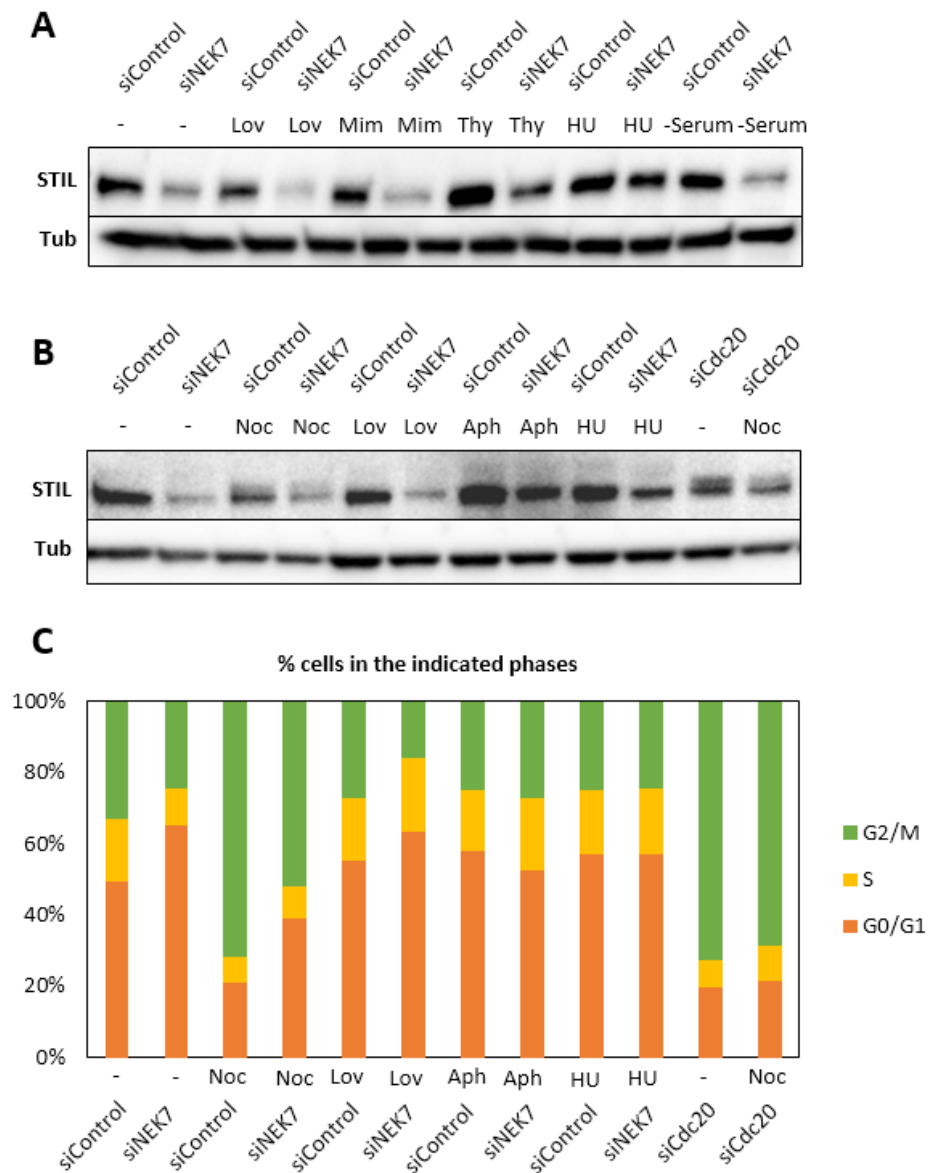 A
siControl siNEK7 siControl siNEK7 siControl siNEK7 siControl siNEK7 siControl siNEK7 siControl siNEK7
- - Lov Lov Mim Mim Thy Thy HU HU -Serum -Serum
STIL
Tub
B
siControl siNEK7 siControl siNEK7 siControl siNEK7 siControl siNEK7 siControl siNEK7 siCdc20 siCdc20
- - Noc Noc Lov Lov Aph Aph HU HU - Noc
STIL
Tub
C
% cells in the indicated phases
100%
80%
60%
40%
20%
0%
G2/M
S
G0/G1
- - Noc Noc Lov Lov Aph Aph HU HU - Noc
siControl siNEK7 siControl siNEK7 siControl siNEK7 siControl siNEK7 siControl siNEK7 siCdc20 siCdc20